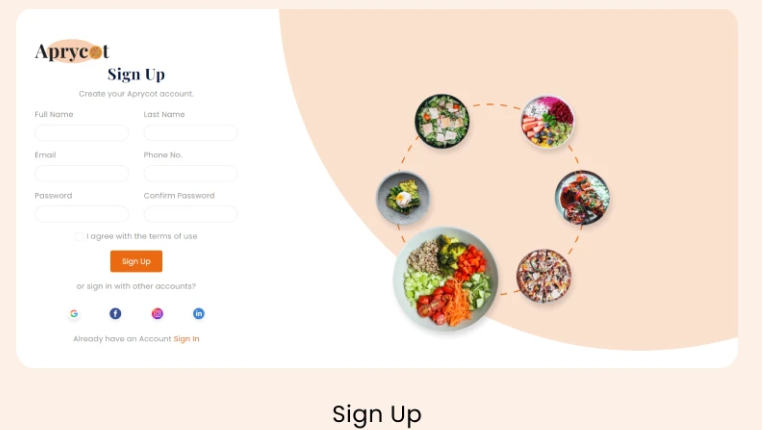 Aprycot
Sign Up
Create your Aprycot account.
Full Name Last Name
Email Phone No.
Password Confirm Password
I agree with the terms of use
Sign Up
or sign in with other accounts?
G f in
Already have an Account Sign In
Sign Up